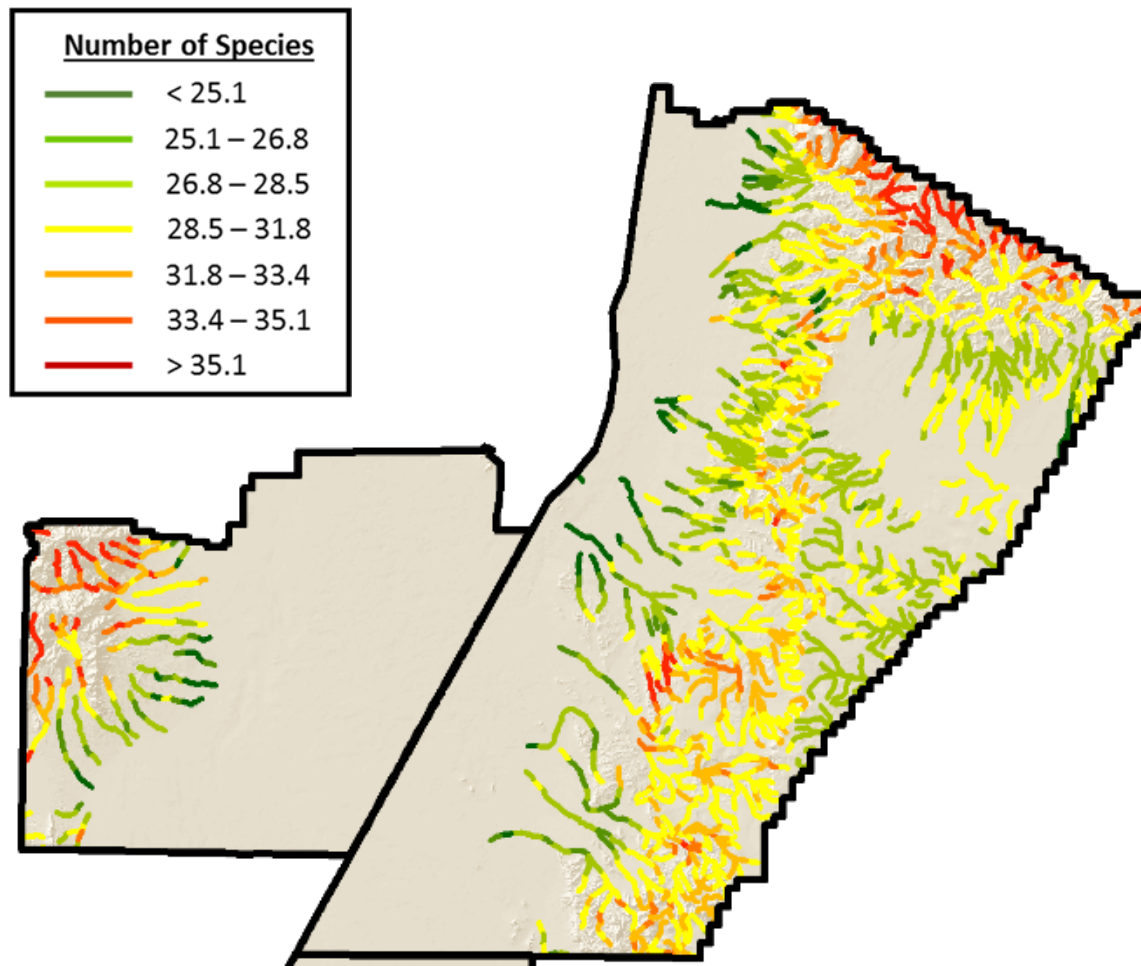 Number of Species
< 25.1
25.1 – 26.8
26.8 – 28.5
28.5 – 31.8
31.8 – 33.4
33.4 – 35.1
> 35.1